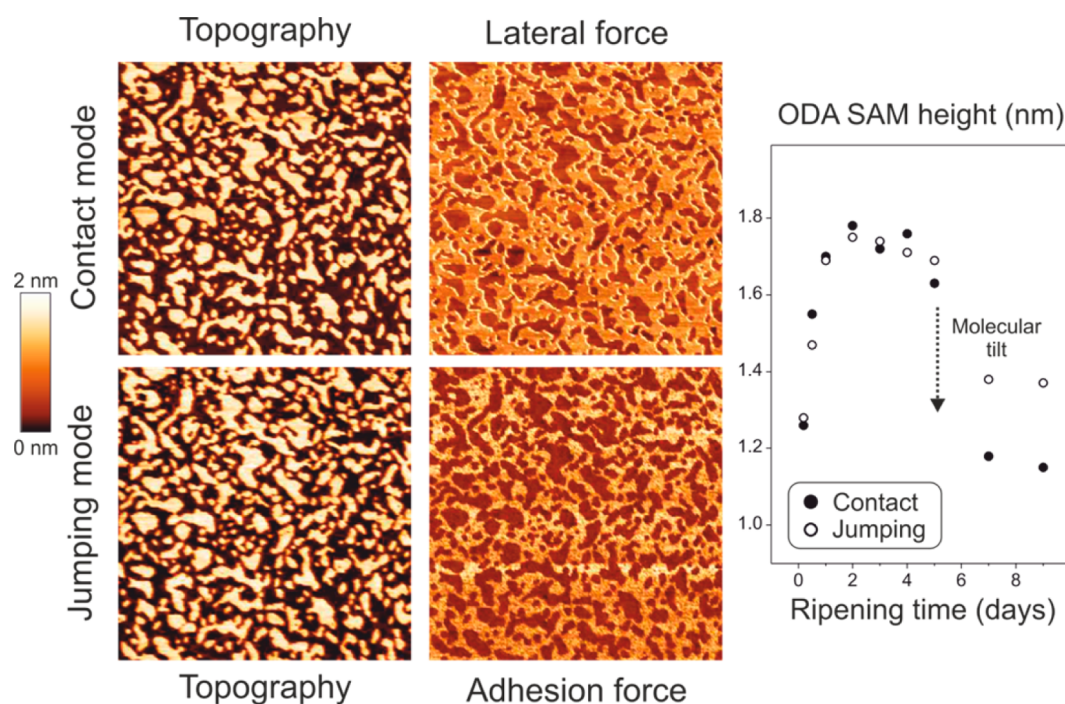 Topography
Lateral force
Contact mode
2 nm
0 nm
Jumping mode
Topography
Adhesion force
ODA SAM height (nm)
1.8
1.6
1.4
1.2
1.0
Molecular
tilt
Contact
Jumping
0 2 4 6 8
Ripening time (days)